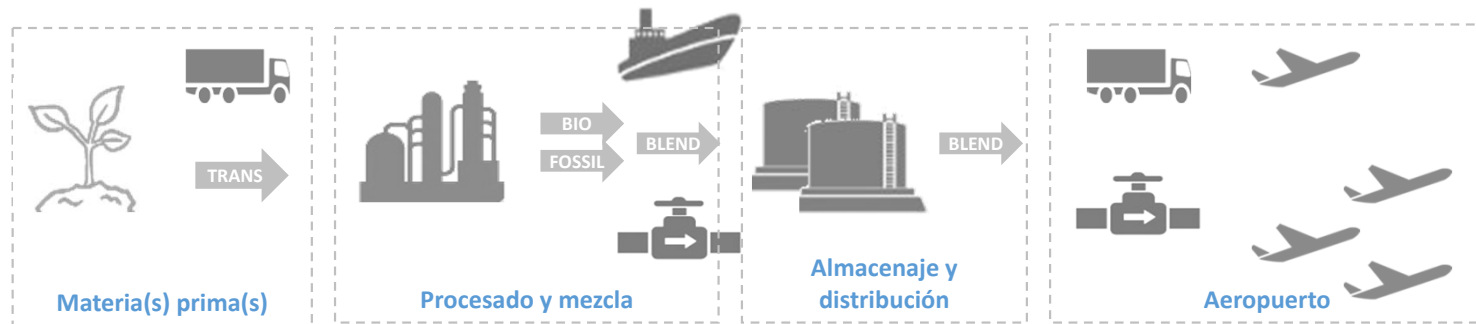 TRANS
Materia(s) prima(s)
BIO
FOSSIL
BLEND
Procesado y mezcla
BLEND
Almacenaje y
distribución
Aeropuerto